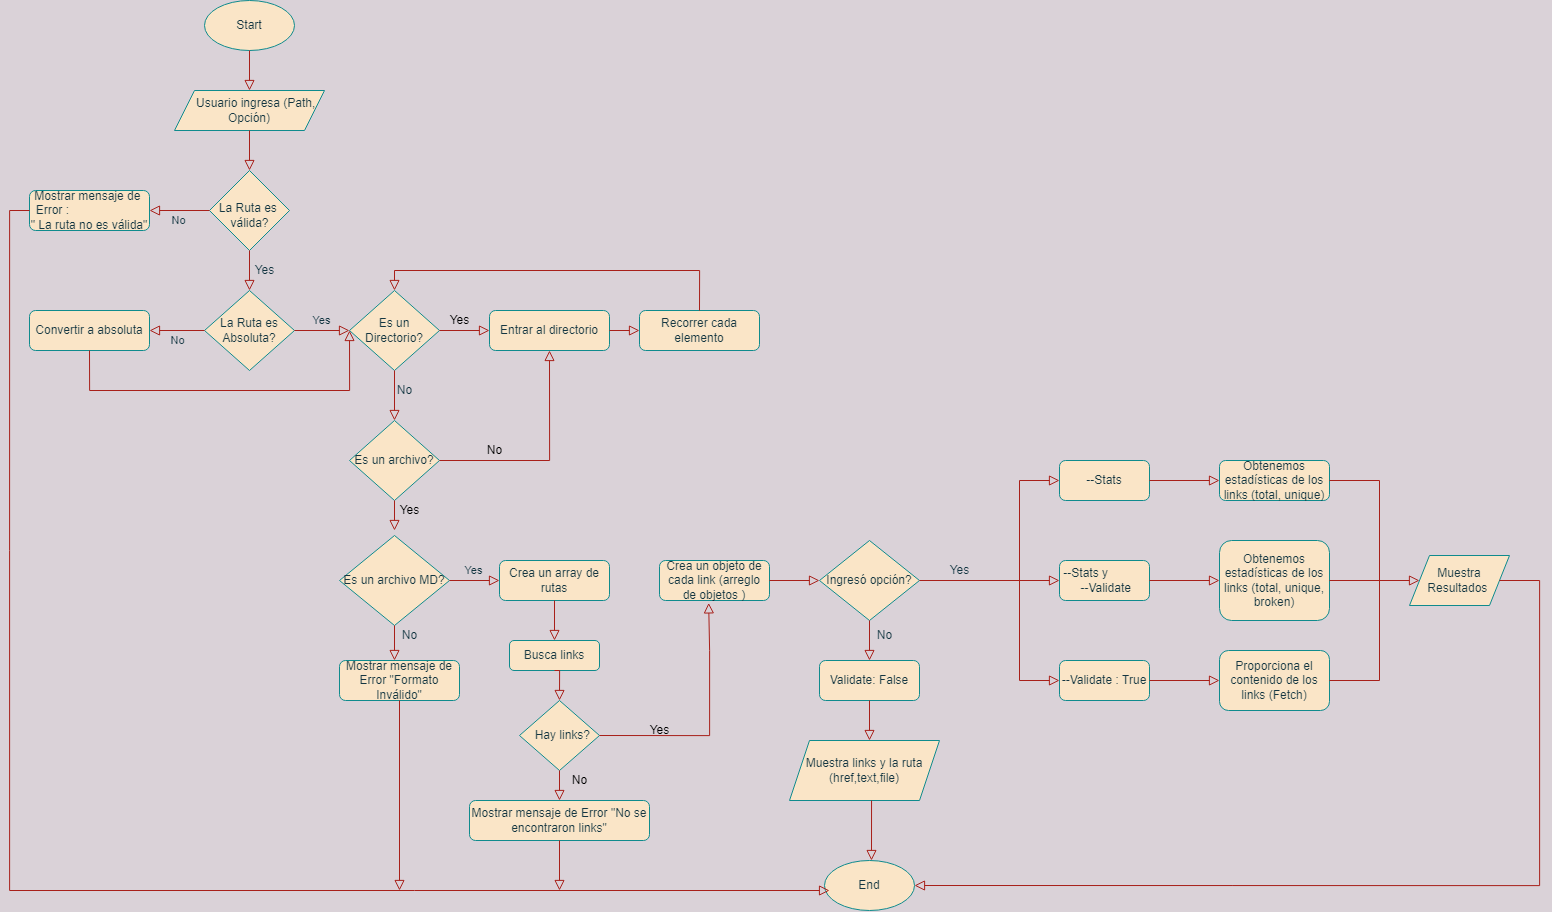 Start
Usuario ingresa (Path,
Opción)
La Ruta es
válida?
No
Mostrar mensaje de
Error :
" La ruta no es válida"
Yes
La Ruta es
Absoluta?
No
Convertir a absoluta
Yes
Es un
Directorio?
Yes
Entrar al directorio
Recorrer cada
elemento
No
Es un archivo?
No
Yes
Es un archivo MD?
Yes
Crea un array de
rutas
No
Mostrar mensaje de
Error "Formato
Inválido"
Busca links
Hay links?
Yes
No
Mostrar mensaje de Error "No se
encontraron links"
Crea un objeto de
cada link (arreglo
de objetos )
Ingresó opción?
Yes
No
Validate: False
Muestra links y la ruta
(href,text,file)
--Stats
Obtenemos
estadísticas de los
links (total, unique)
--Stats y
--Validate
Obtenemos
estadísticas de los
links (total, unique,
broken)
--Validate : True
Proporciona el
contenido de los
links (Fetch)
Muestra
Resultados
End